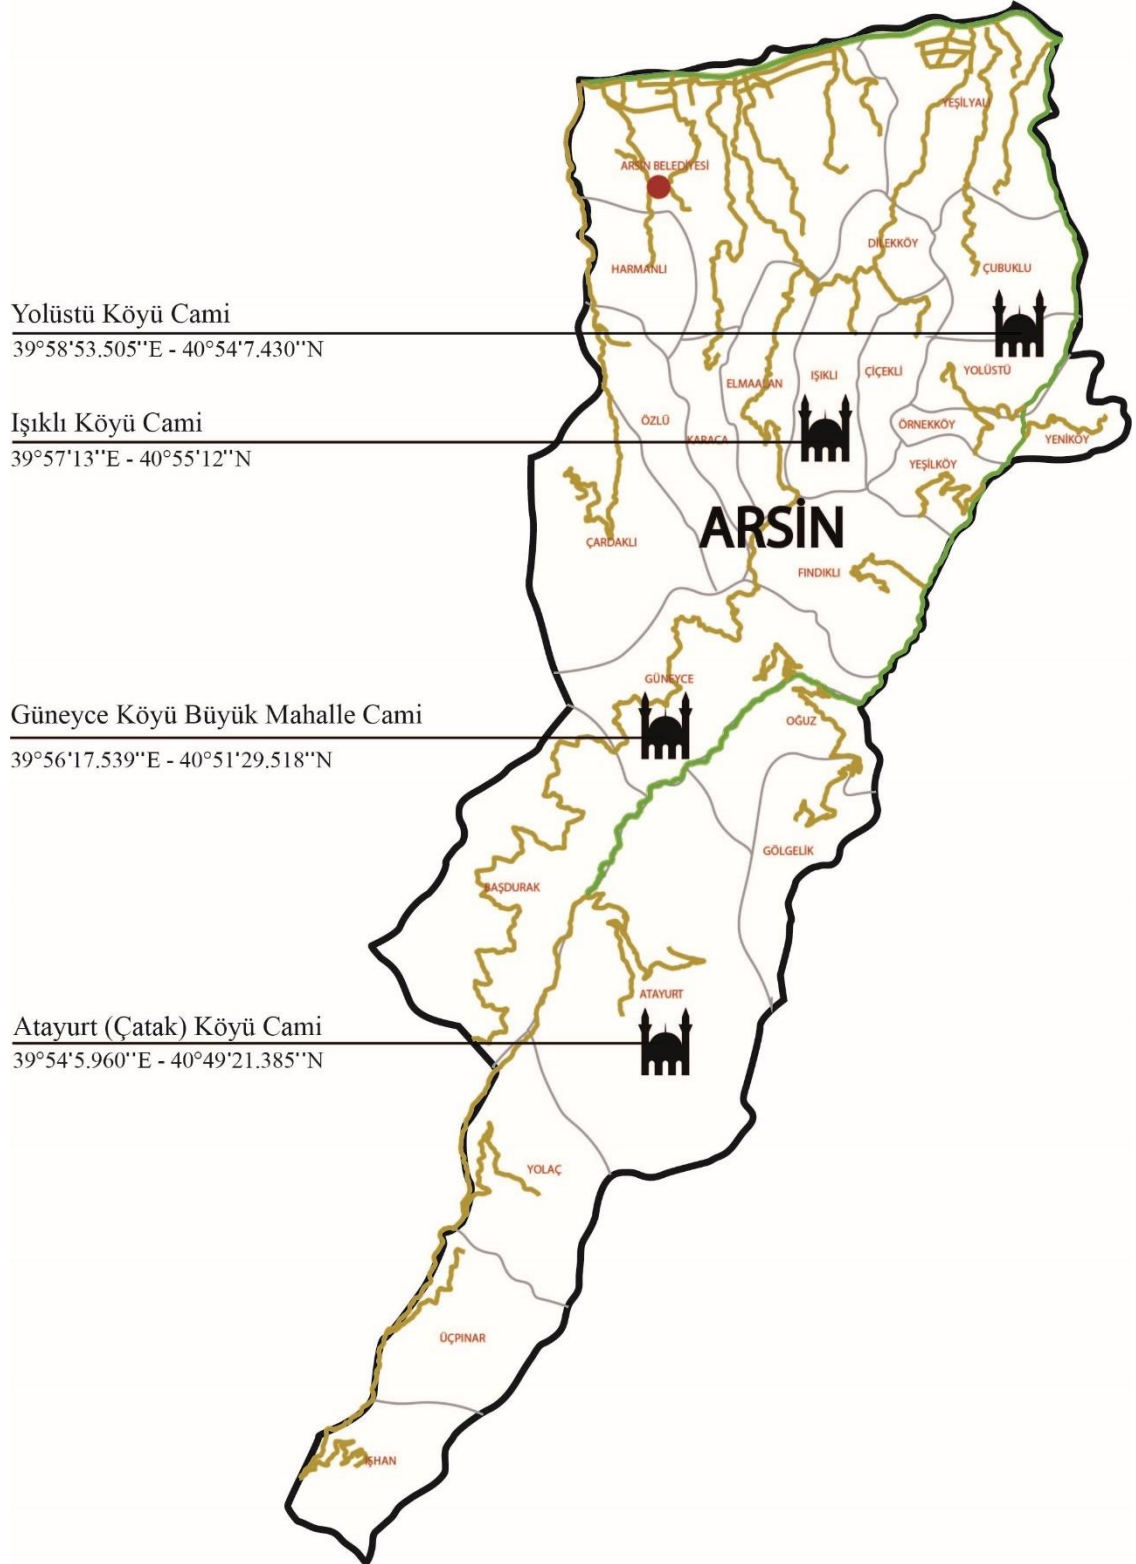 YEŞİLYALI
ARSİN BELEDİYESİ
DİLEKKÖY
HARMANLI
ÇUBUKLU
Yolüstü Köyü Cami
39°58'53.505''E - 40°54'7.430''N
ELMAALAN
IŞIKLI
ÇİÇEKLİ
YOLÜSTÜ
Işıklı Köyü Cami
39°57'13''E - 40°55'12''N
ÖZLÜ
KARACA
ÖRNEKKÖY
YENİKÖY
YEŞİLKÖY
ARSİN
ÇARDAKLI
FINDIKLI
GÜNEYCE
Güneyce Köyü Büyük Mahalle Cami
39°56'17.539''E - 40°51'29.518''N
OĞUZ
GÖLGELİK
BAŞDURAK
ATAYURT
Atayurt (Çatak) Köyü Cami
39°54'5.960''E - 40°49'21.385''N
YOLAÇ
ÜÇPINAR
IŞHAN